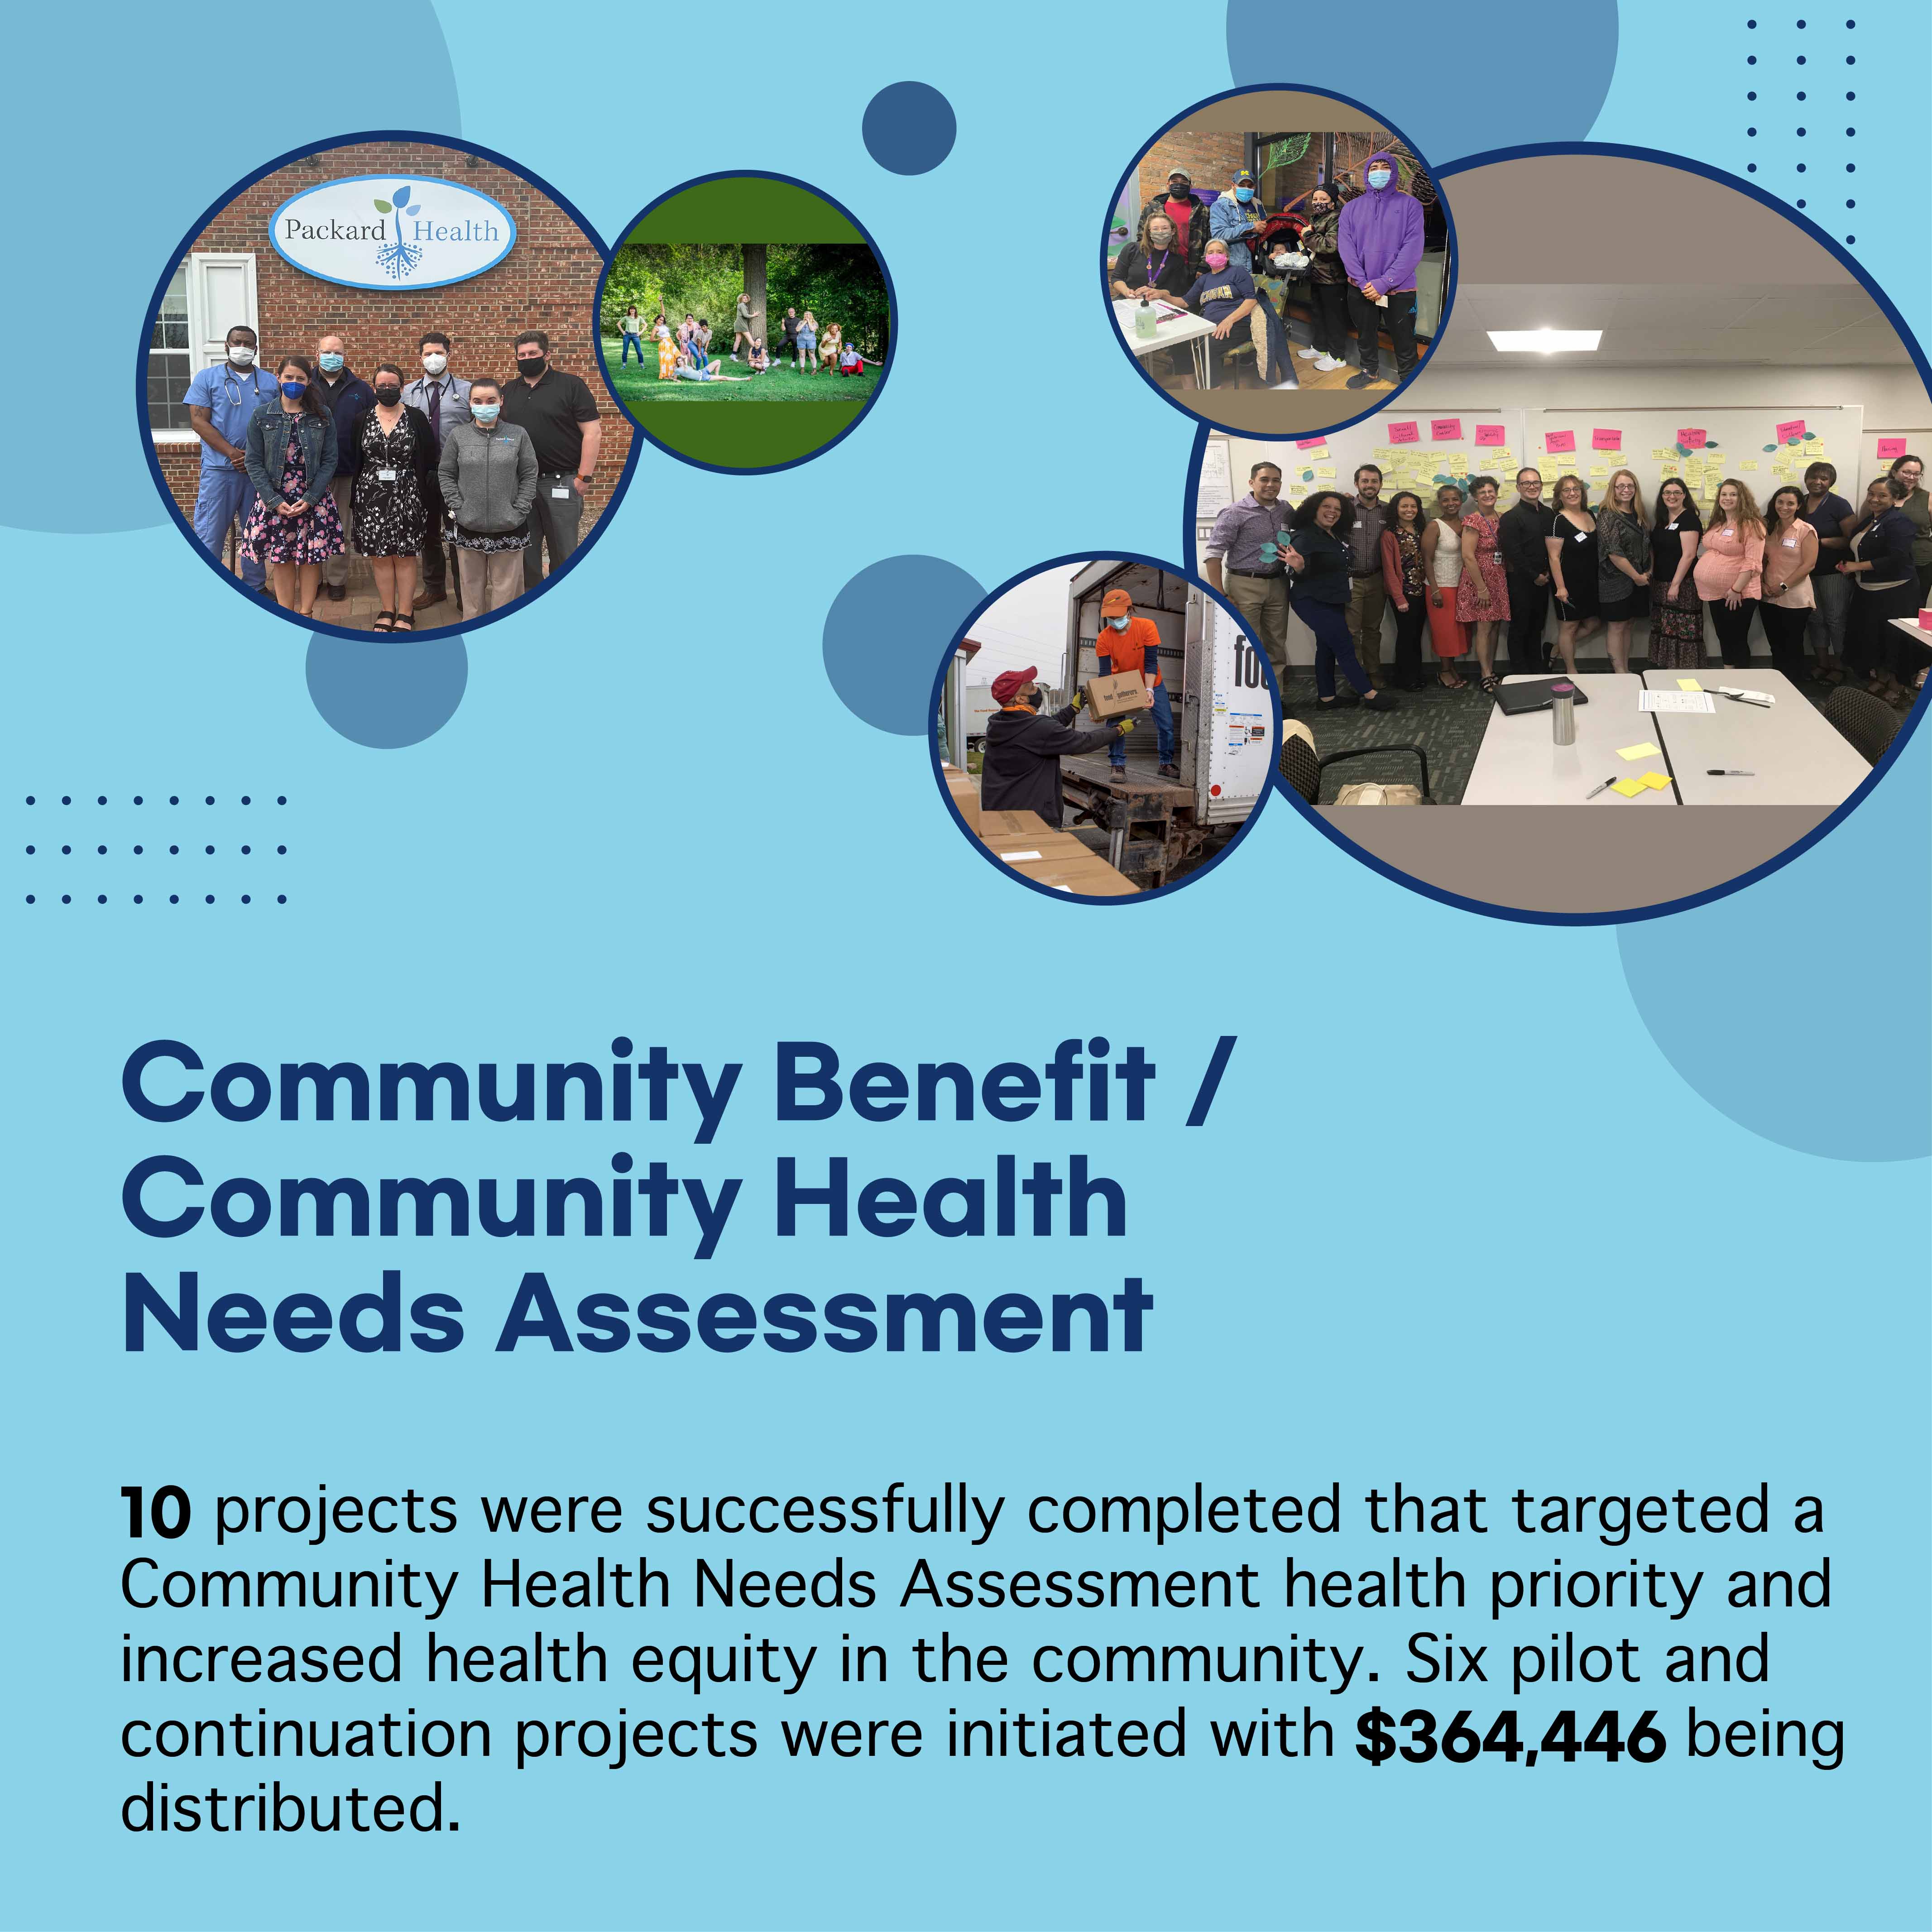 Packard Health
food gatherers
Community Benefit /
Community Health
Needs Assessment
10 projects were successfully completed that targeted a
Community Health Needs Assessment health priority and
increased health equity in the community. Six pilot and
continuation projects were initiated with $364,446 being
distributed.